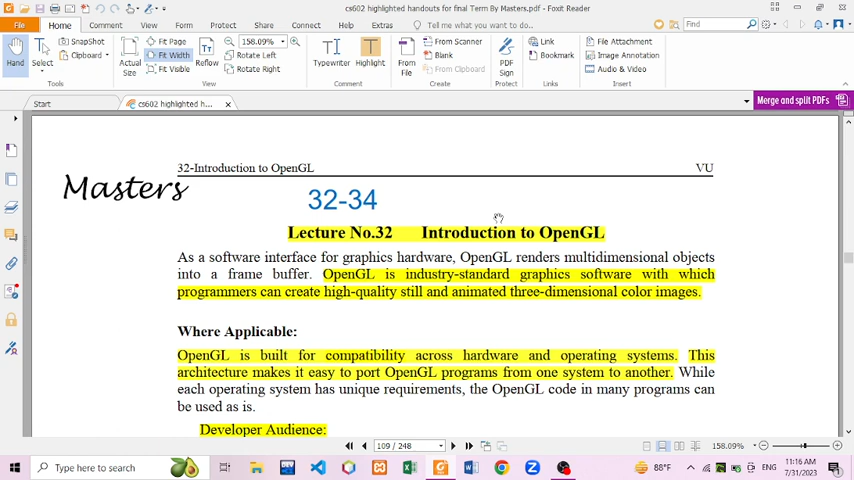 cs602 highlighted handouts for final Term By Masters.pdf - Foxit Reader
File Home Comment View Form Protect Share Connect Help Extras Tell me what you want to do... Find
SnapShot Fit Page 158.09% From Scanner Link File Attachment
Clipboard Fit Width Rotate Left Blank Bookmark Image Annotation
Fit Visible Rotate Right From Clipboard Audio & Video
Hand Select Actual Size Reflow Typewriter Highlight From File PDF Sign
Tools View Comment Create Protect Links Insert
Start cs602 highlighted h... Merge and split PDFs
32-Introduction to OpenGL VU
Masters
32-34
Lecture No.32 Introduction to OpenGL
As a software interface for graphics hardware, OpenGL renders multidimensional objects
into a frame buffer. OpenGL is industry-standard graphics software with which
programmers can create high-quality still and animated three-dimensional color images.
Where Applicable:
OpenGL is built for compatibility across hardware and operating systems. This
architecture makes it easy to port OpenGL programs from one system to another. While
each operating system has unique requirements, the OpenGL code in many programs can
be used as is.
Developer Audience:
109 / 248 158.09%
Type here to search 88°F ENG 11:16 AM
7/31/2023